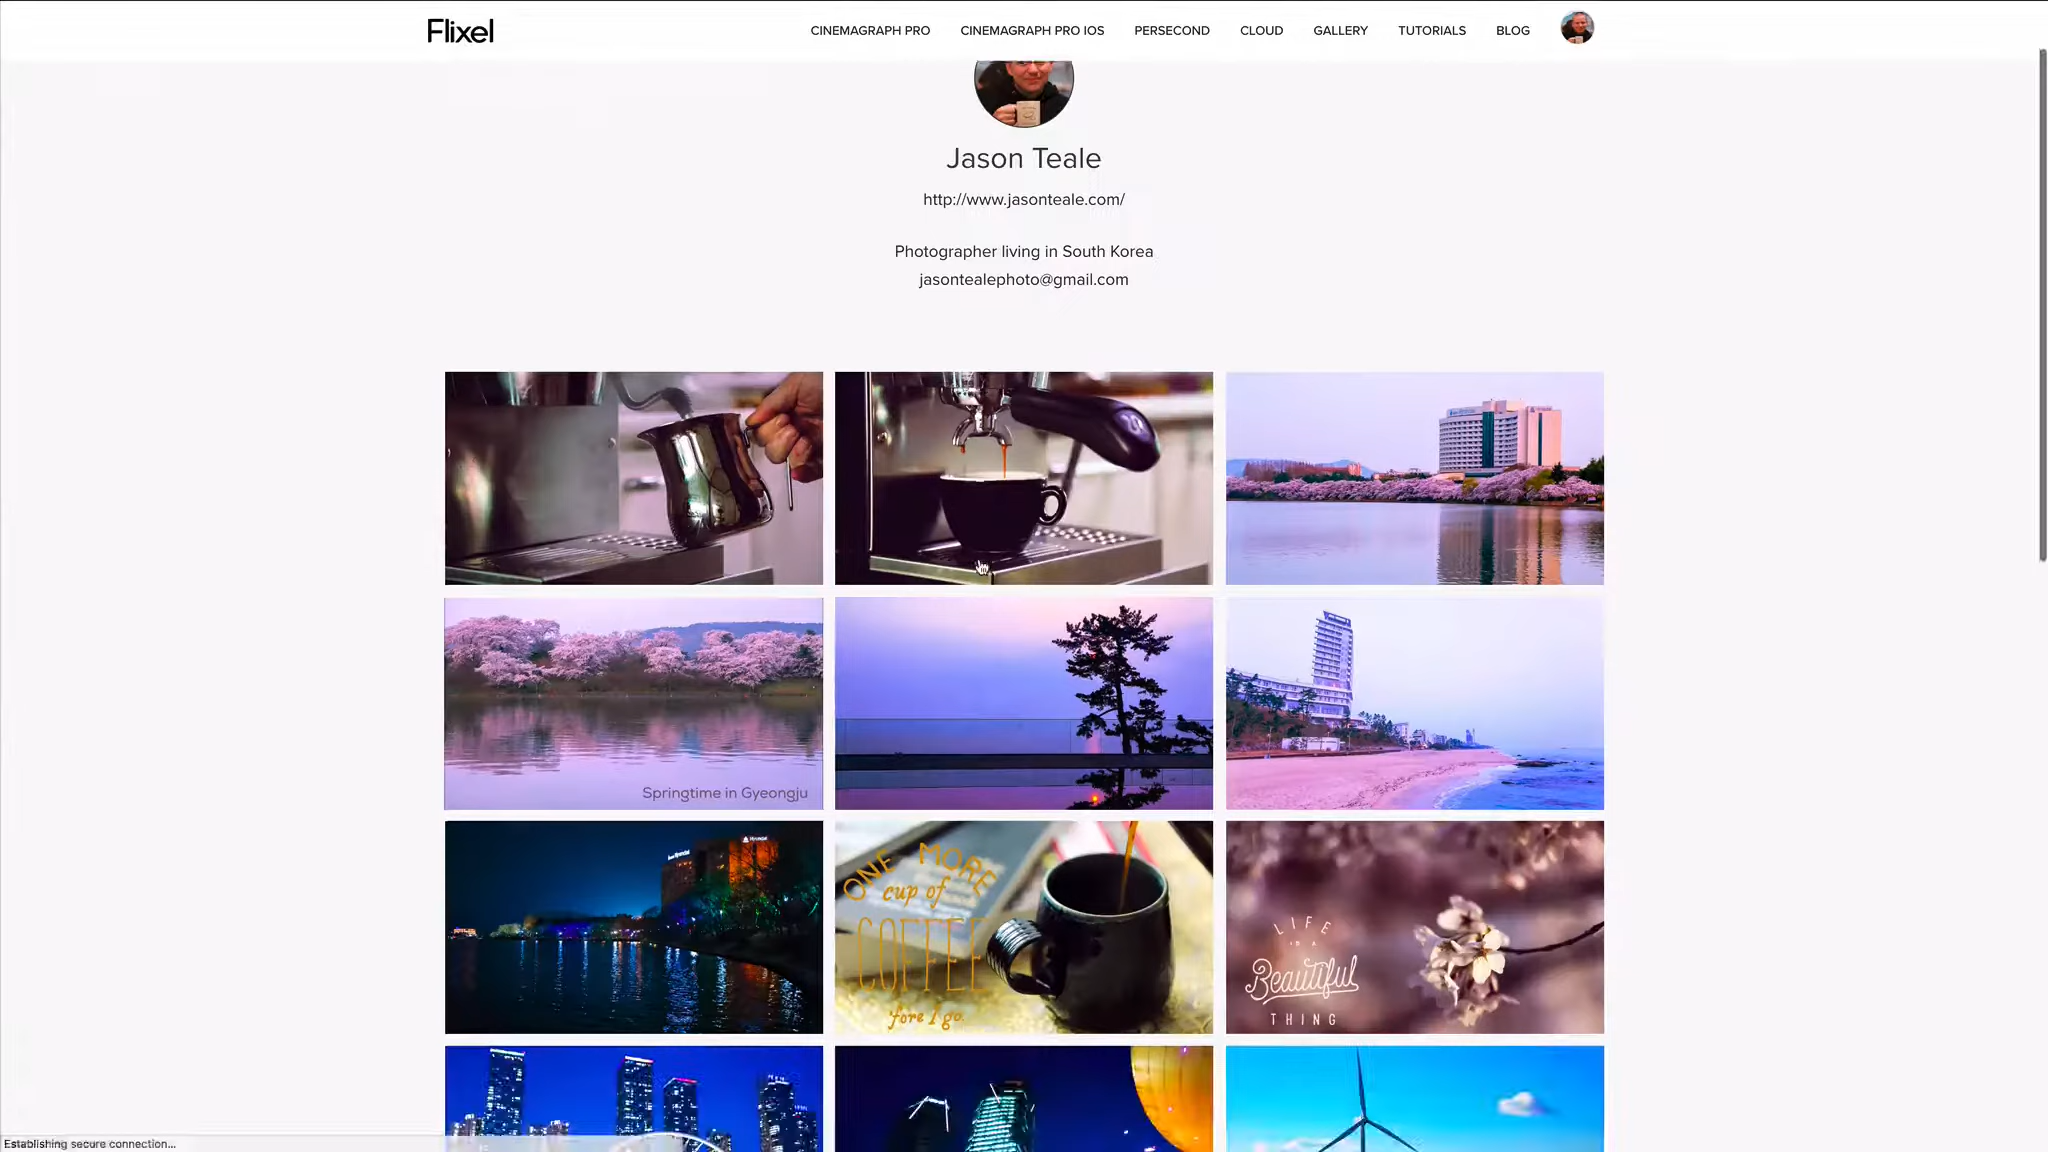 Flixel
CINEMAGRAPH PRO
CINEMAGRAPH PRO IOS
PERSECOND
CLOUD
GALLERY
TUTORIALS
BLOG
Jason Teale
http://www.jasonteale.com/
Photographer living in South Korea
jasontealephoto@gmail.com
Springtime in Gyeongju
ONE MORE
cup of
COFFEE
'fore I go.
LIFE
IS A
Beautiful
THING
Establishing secure connection...